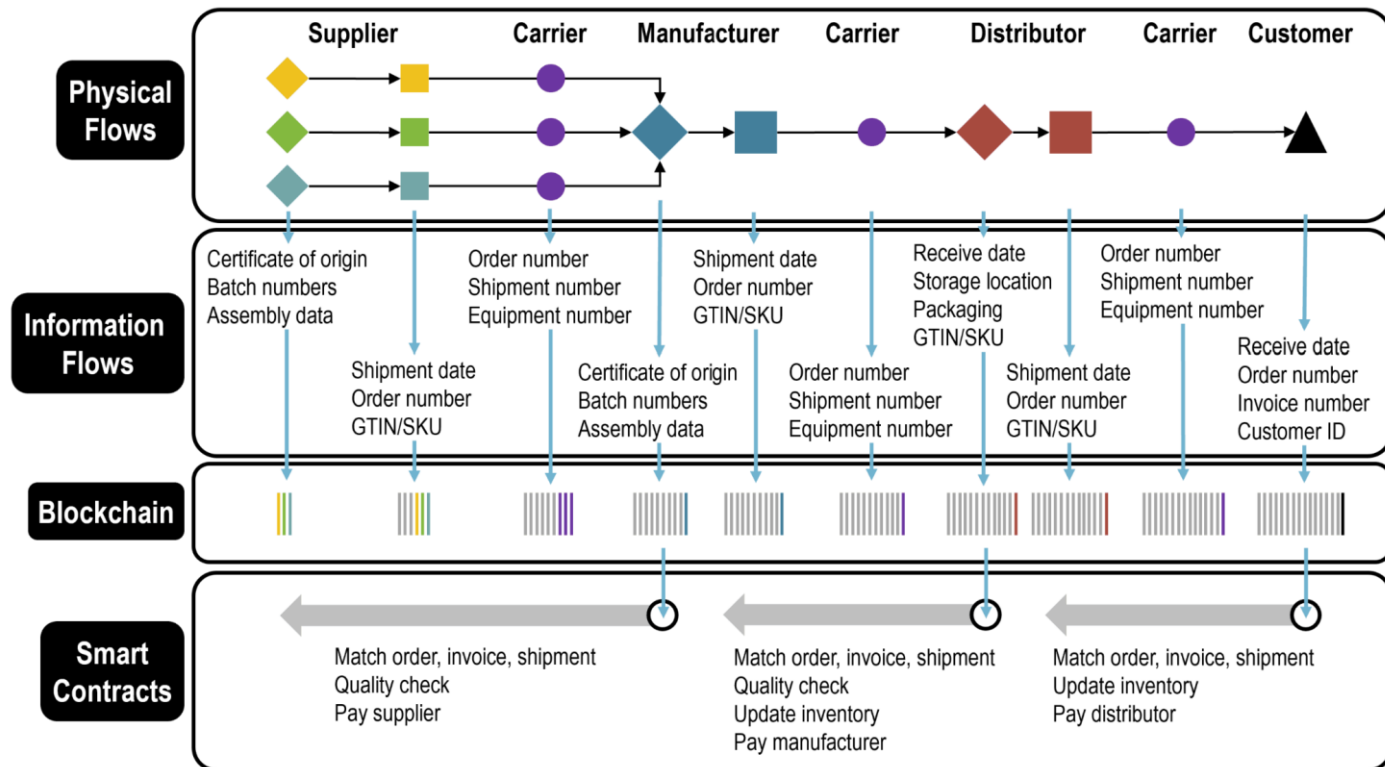 Supplier
Carrier
Manufacturer
Carrier
Distributor
Carrier
Customer
Physical
Flows
Information
Flows
Certificate of origin
Batch numbers
Assembly data
Shipment date
Order number
GTIN/SKU
Order number
Shipment number
Equipment number
Certificate of origin
Batch numbers
Assembly data
Shipment date
Order number
GTIN/SKU
Order number
Shipment number
Equipment number
Receive date
Storage location
Packaging
GTIN/SKU
Shipment date
Order number
GTIN/SKU
Order number
Shipment number
Equipment number
Receive date
Order number
Invoice number
Customer ID
Blockchain
Smart
Contracts
Match order, invoice, shipment
Quality check
Pay supplier
Match order, invoice, shipment
Quality check
Update inventory
Pay manufacturer
Match order, invoice, shipment
Update inventory
Pay distributor